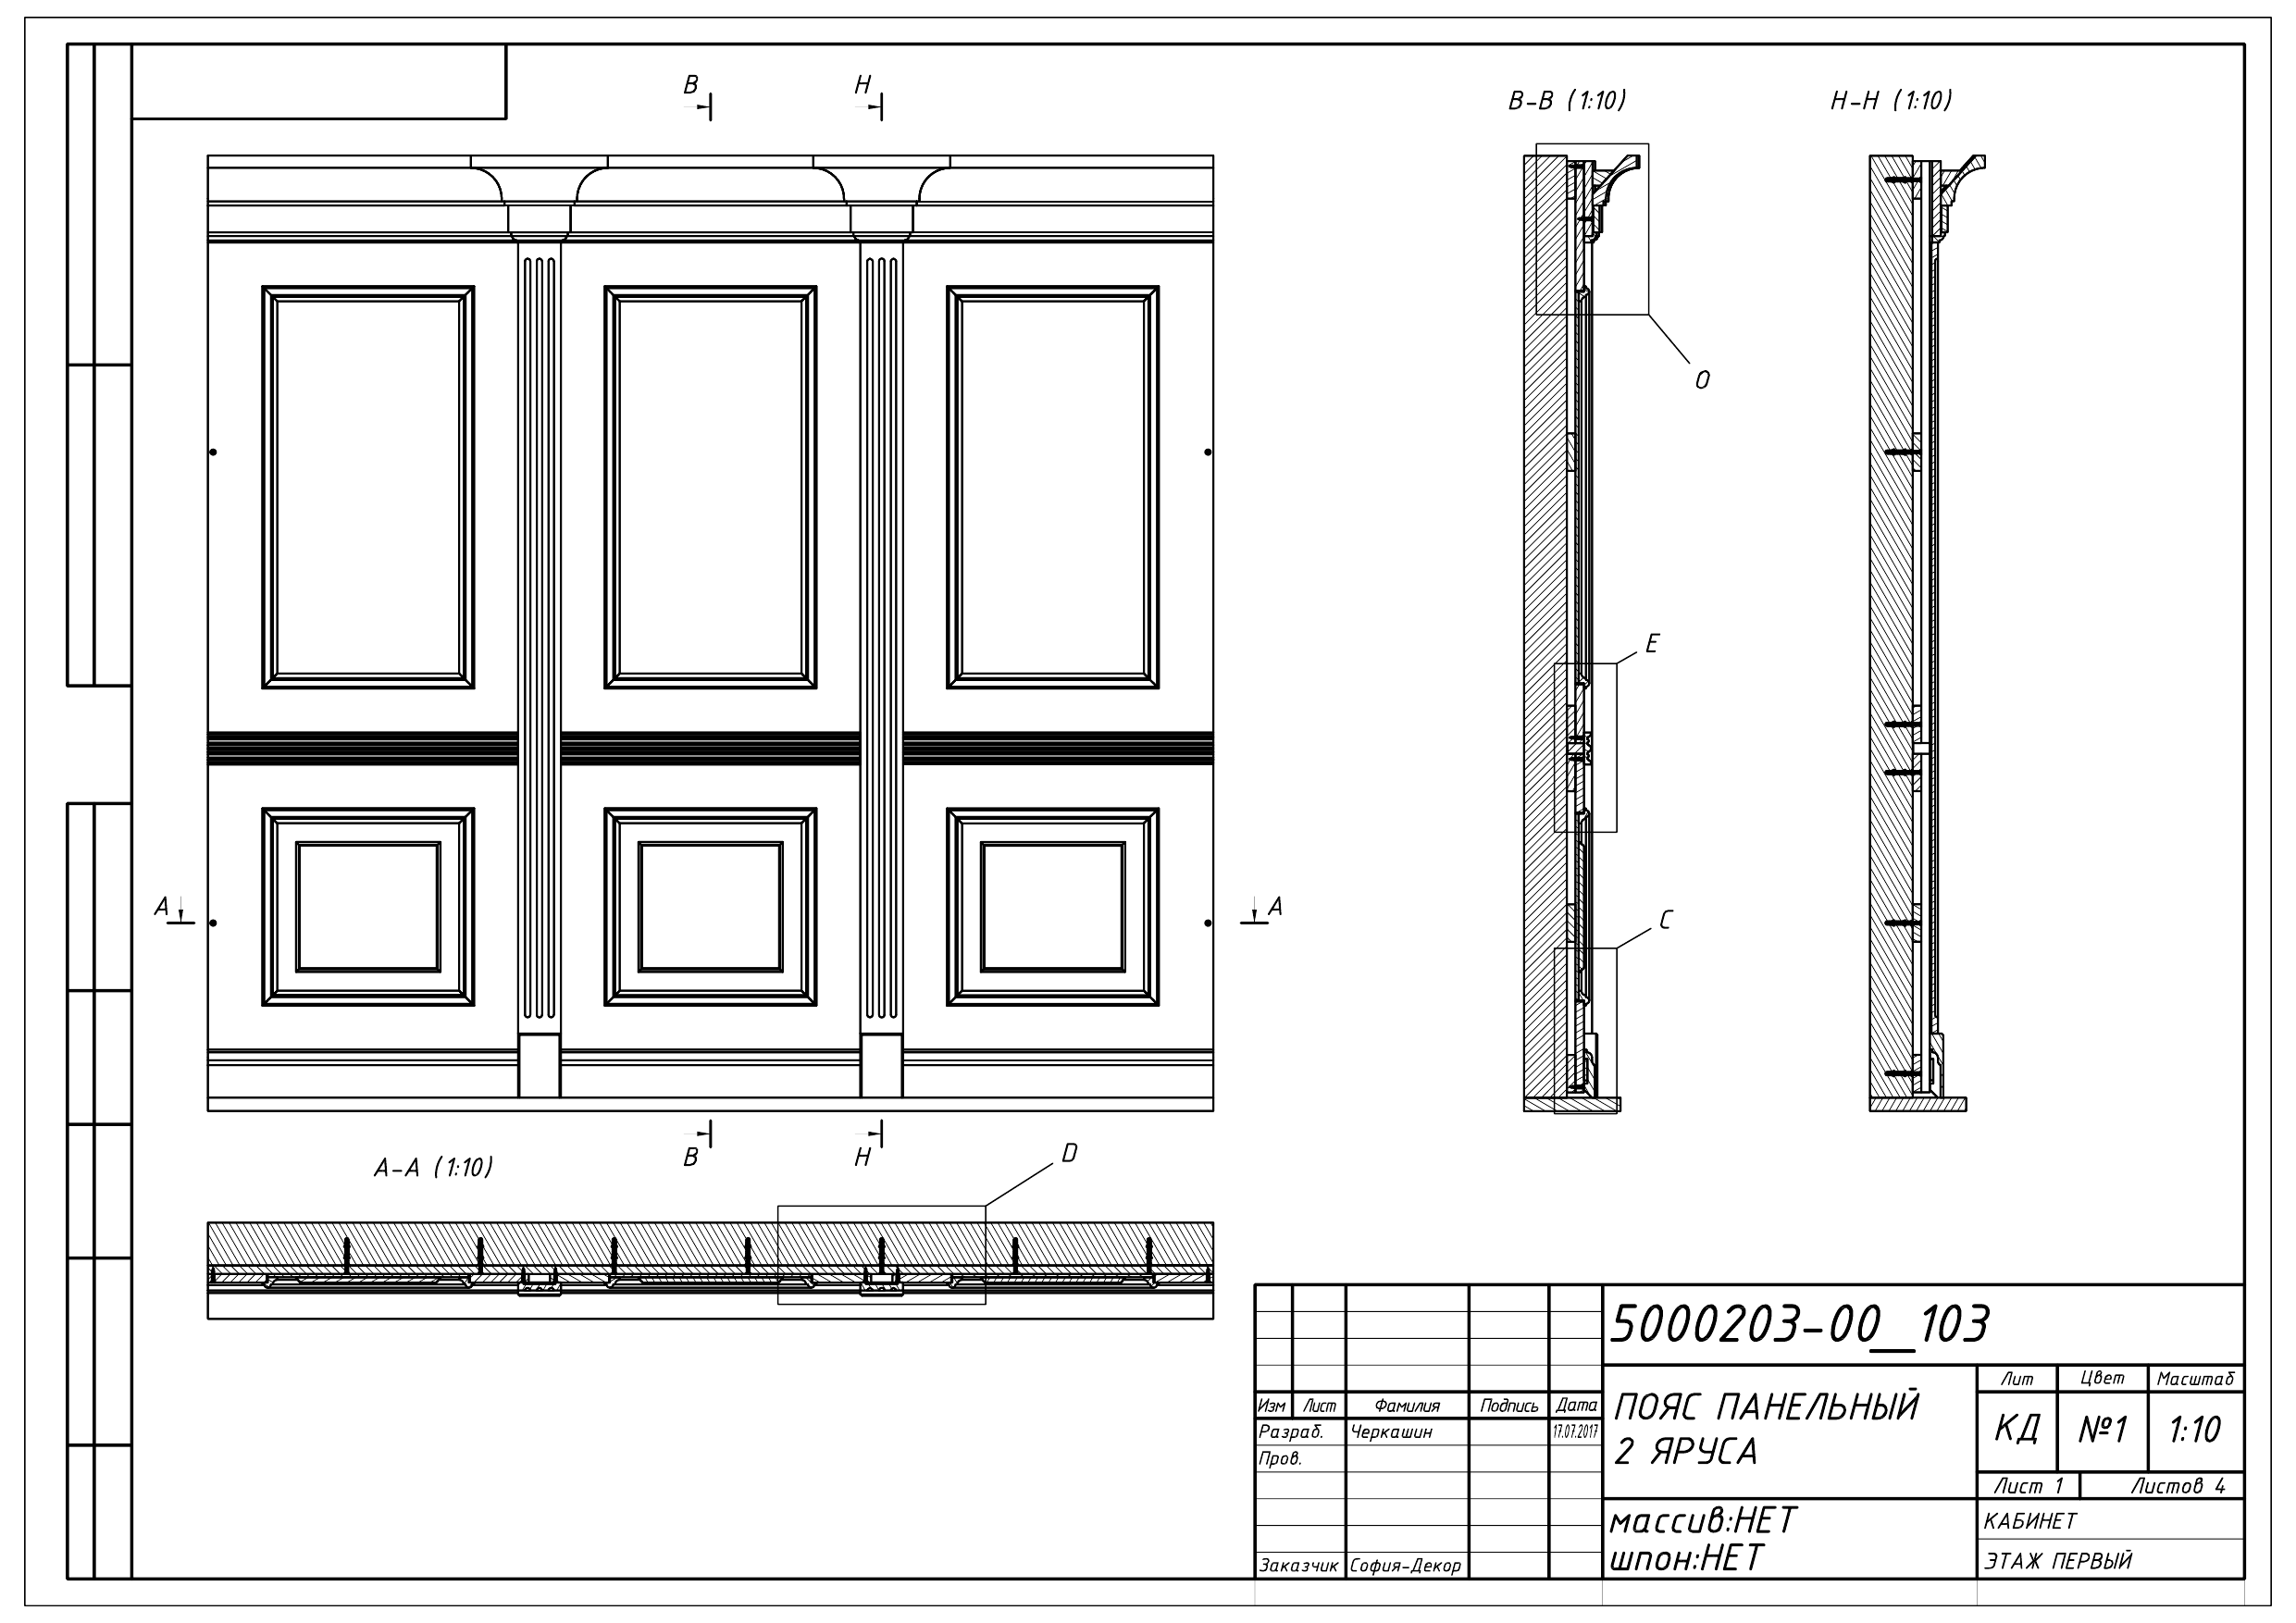 В
Н
В-В (1:10)
Н-Н (1:10)
О
Е
С
А
А
В
Н
А-А (1:10)
D
5000203-00__103
Лит
Цвет
Масштаб
Изм
Лист
Фамилия
Подпись
Дата
ПОЯС ПАНЕЛЬНЫЙ
2 ЯРУСА
КД
№1
1:10
Разраб.
Черкашин
17.07.2017
Пров.
Лист 1
Листов 4
массив:НЕТ
КАБИНЕТ
шпон:НЕТ
ЭТАЖ ПЕРВЫЙ
Заказчик
София-Декор